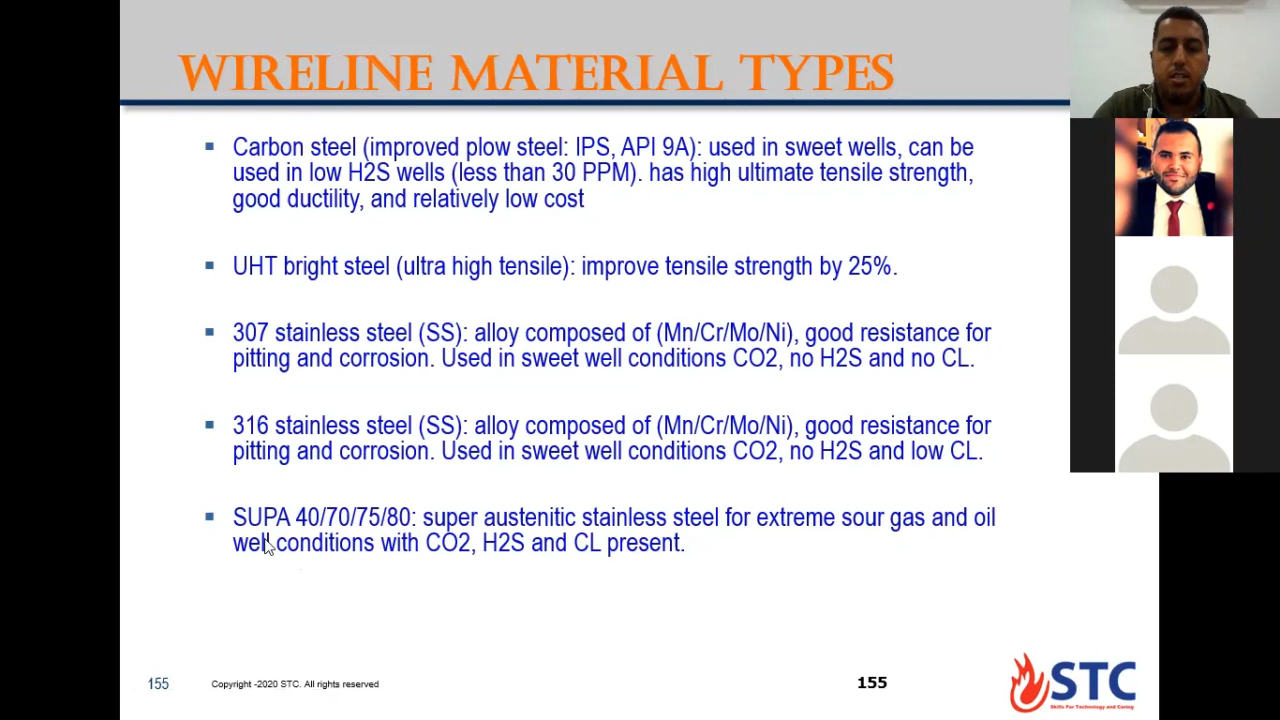 WIRELINE MATERIAL TYPES
Carbon steel (improved plow steel: IPS, API 9A): used in sweet wells, can be
used in low H2S wells (less than 30 PPM). has high ultimate tensile strength,
good ductility, and relatively low cost
UHT bright steel (ultra high tensile): improve tensile strength by 25%.
307 stainless steel (SS): alloy composed of (Mn/Cr/Mo/Ni), good resistance for
pitting and corrosion. Used in sweet well conditions CO2, no H2S and no CL.
316 stainless steel (SS): alloy composed of (Mn/Cr/Mo/Ni), good resistance for
pitting and corrosion. Used in sweet well conditions CO2, no H2S and low CL.
SUPA 40/70/75/80: super austenitic stainless steel for extreme sour gas and oil
well conditions with CO2, H2S and CL present.
155
Copyright -2020 STC. All rights reserved
155
STC
Skills For Technology and Caring